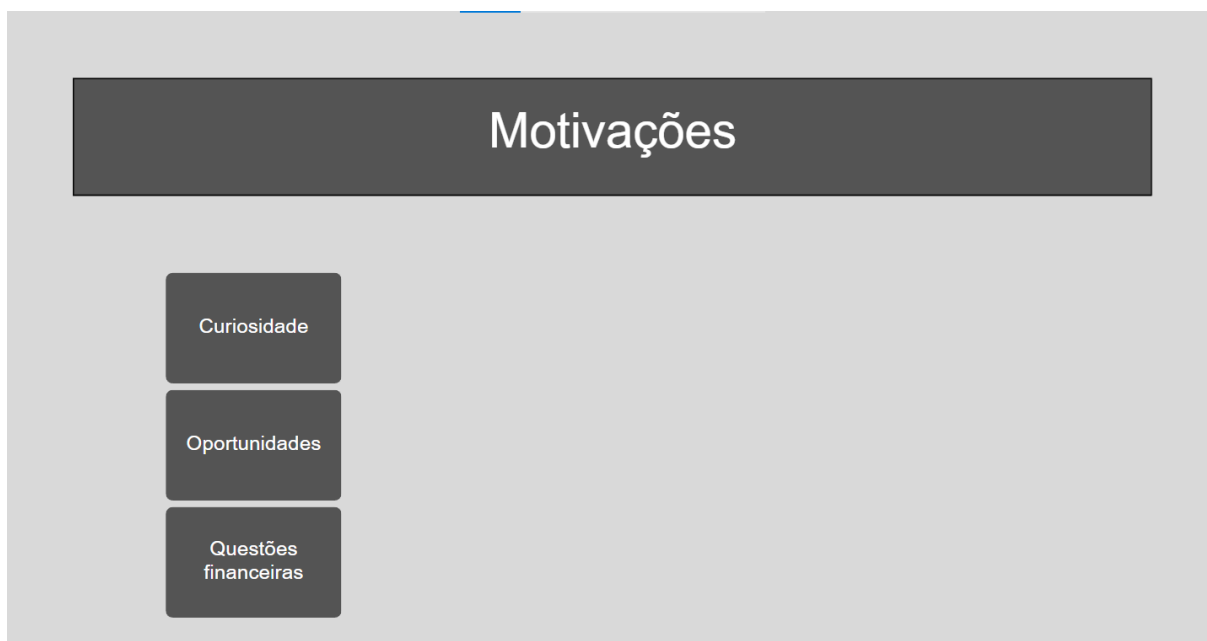 Motivações
Curiosidade
Oportunidades
Questões
financeiras